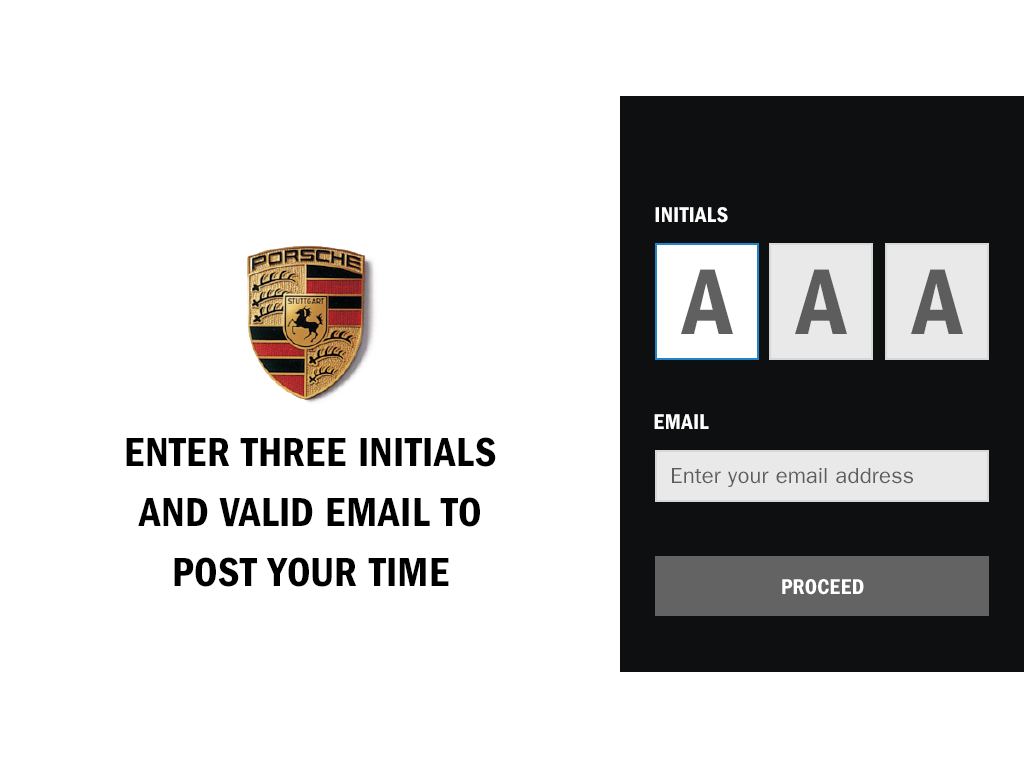 PORSCHE
STUTTGART
ENTER THREE INITIALS
AND VALID EMAIL TO
POST YOUR TIME
INITIALS
A A A
EMAIL
Enter your email address
PROCEED